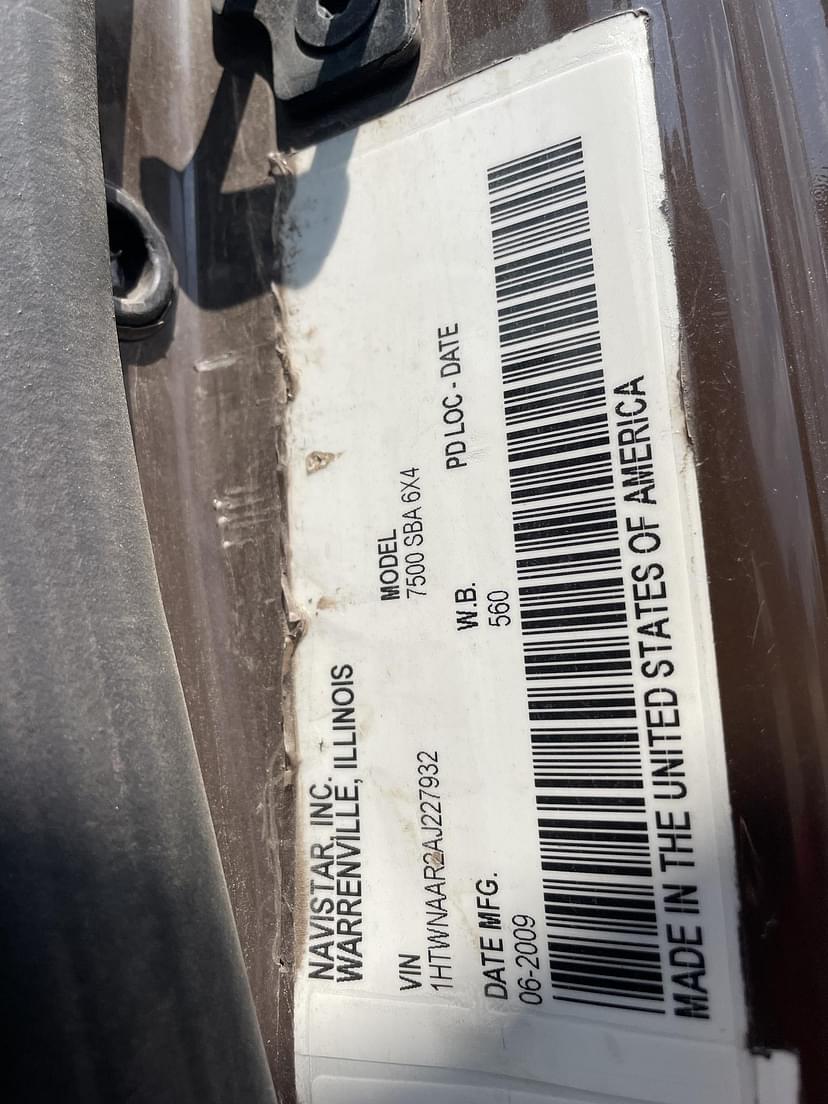 NAVISTAR, INC.
WARRENVILLE, ILLINOIS
VIN
1HTWNAAR2AJ227932
MODEL
7500 SBA 6X4
DATE MFG.
06-2009
W.B.
560
PD LOC - DATE
MADE IN THE UNITED STATES OF AMERICA